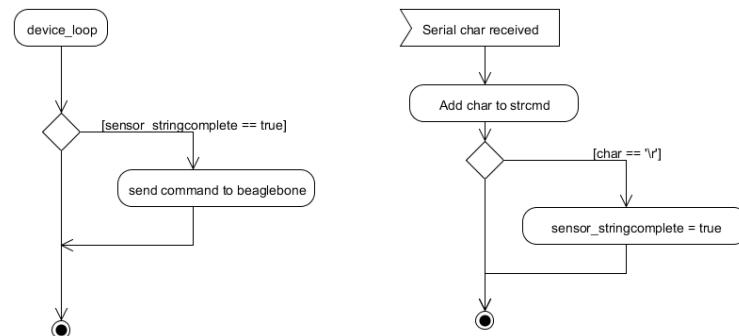 device_loop
[sensor_stringcomplete == true]
send command to beaglebone
Serial char received
Add char to strcmd
[char == '\r']
sensor_stringcomplete = true